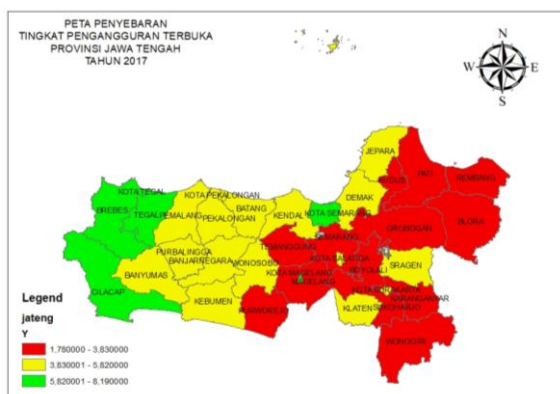 PETA PENYEBARAN
TINGKAT PENGANGGURAN TERBUKA
PROVINSI JAWA TENGAH
TAHUN 2017
N
W
E
S
JEPARA
KUDUS
PATI
REMBANG
KOTA TEGAL
KOTA PEKALONGAN
DEMAK
BREBES
TEGAL
PEMALANG
BATANG
PEKALONGAN
KENDAL
KOTA SEMARANG
BLORA
GROBOGAN
SEMARANG
TEMANGGUNG
PURBALINGGA
BANJARNEGARA
WONOSOBO
KOTA SALATIGA
SRAGEN
BANYUMAS
KOTA MAGELANG
BOYOLALI
MAGELANG
CILACAP
KEBUMEN
PURWOREJO
KLATEN
KOTA SURAKARTA
KARANGANYAR
SUKOHARJO
WONOGIRI
Legend
jateng
Y
1,780000 - 3,830000
3,830001 - 5,820000
5,820001 - 8,190000